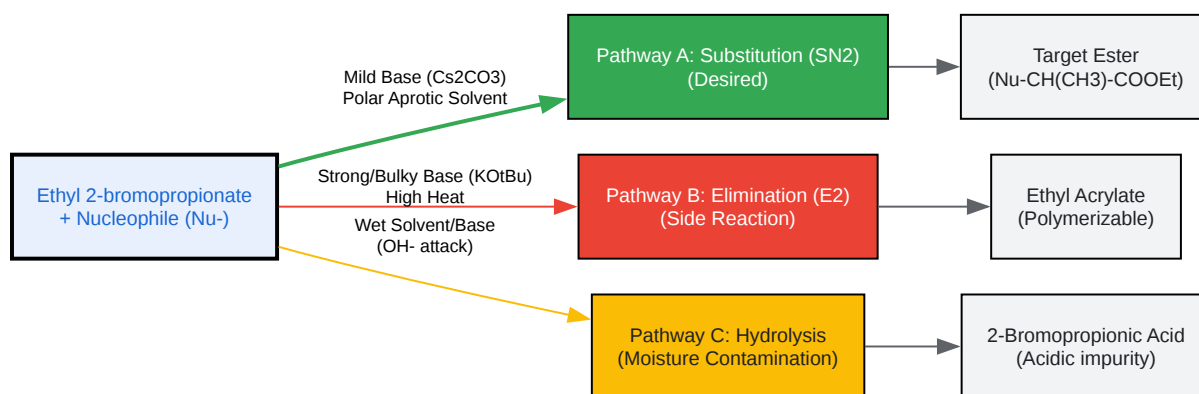 Pathway A: Substitution (SN2)
(Desired)
Target Ester
(Nu-CH(CH3)-COOEt)
Mild Base (Cs2CO3)
Polar Aprotic Solvent
Ethyl 2-bromopropionate
+ Nucleophile (Nu-)
Strong/Bulky Base (KOtBu)
High Heat
Pathway B: Elimination (E2)
(Side Reaction)
Ethyl Acrylate
(Polymerizable)
Wet Solvent/Base
(OH- attack)
Pathway C: Hydrolysis
(Moisture Contamination)
2-Bromopropionic Acid
(Acidic impurity)